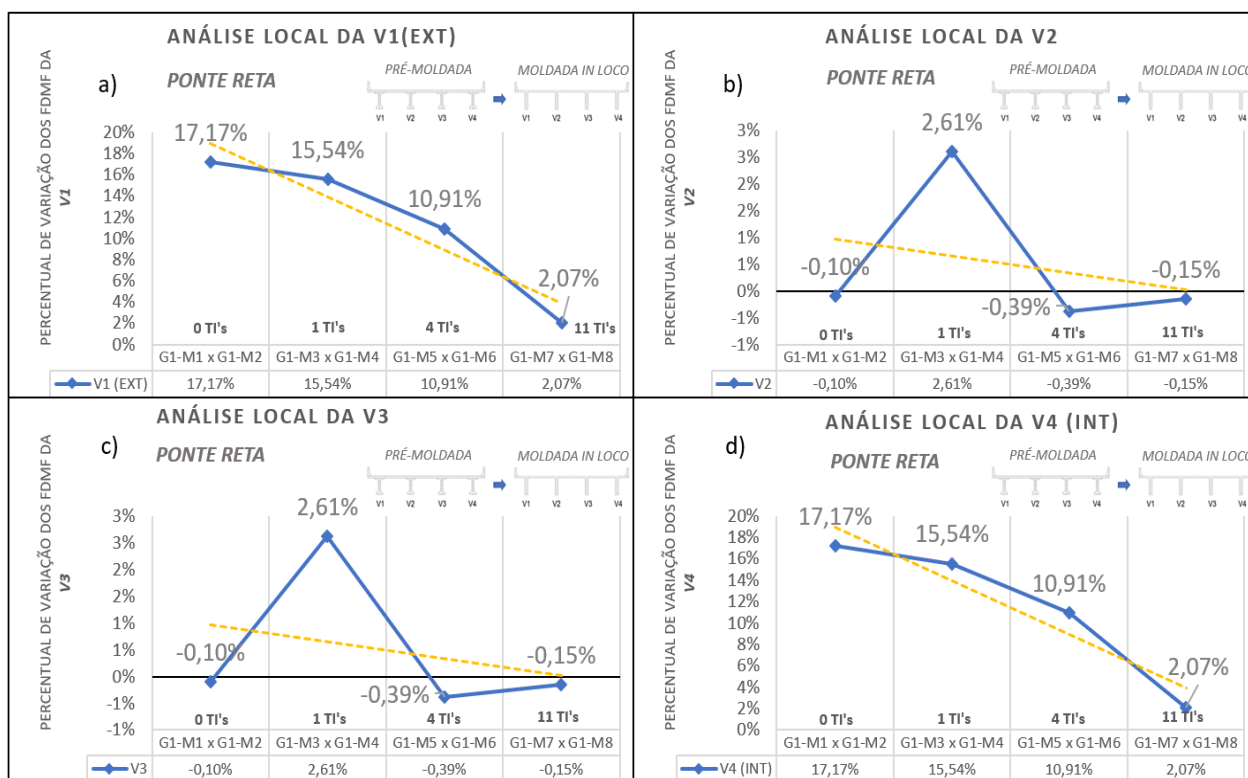 ANÁLISE LOCAL DA V1(EXT)
a)
PONTE RETA
PRÉ-MOLDADA
MOLDADA IN LOCO
V1 V2 V3 V4
V1 V2 V3 V4
PERCENTUAL DE VARIAÇÃO DOS FDMF DA
V1
20%
18%
16%
14%
12%
10%
8%
6%
4%
2%
0%
17,17%
15,54%
10,91%
2,07%
0 TI's 1 TI's 4 TI's 11 TI's
G1-M1 x G1-M2 G1-M3 x G1-M4 G1-M5 x G1-M6 G1-M7 x G1-M8
V1 (EXT) 17,17% 15,54% 10,91% 2,07%
ANÁLISE LOCAL DA V2
b)
PONTE RETA
PRÉ-MOLDADA
MOLDADA IN LOCO
V1 V2 V3 V4
V1 V2 V3 V4
PERCENTUAL DE VARIAÇÃO DOS FDMF DA
V2
3%
3%
2%
2%
1%
1%
0%
-1%
-1%
-0,10%
2,61%
-0,39%
-0,15%
0 TI's 1 TI's 4 TI's 11 TI's
G1-M1 x G1-M2 G1-M3 x G1-M4 G1-M5 x G1-M6 G1-M7 x G1-M8
V2 -0,10% 2,61% -0,39% -0,15%
ANÁLISE LOCAL DA V3
c)
PONTE RETA
PRÉ-MOLDADA
MOLDADA IN LOCO
V1 V2 V3 V4
V1 V2 V3 V4
PERCENTUAL DE VARIAÇÃO DOS FDMF DA
V3
3%
3%
2%
2%
1%
1%
0%
-1%
-1%
-0,10%
2,61%
-0,39%
-0,15%
0 TI's 1 TI's 4 TI's 11 TI's
G1-M1 x G1-M2 G1-M3 x G1-M4 G1-M5 x G1-M6 G1-M7 x G1-M8
V3 -0,10% 2,61% -0,39% -0,15%
ANÁLISE LOCAL DA V4 (INT)
d)
PONTE RETA
PRÉ-MOLDADA
MOLDADA IN LOCO
V1 V2 V3 V4
V1 V2 V3 V4
PERCENTUAL DE VARIAÇÃO DOS FDMF DA
V4
20%
18%
16%
14%
12%
10%
8%
6%
4%
2%
0%
17,17%
15,54%
10,91%
2,07%
0 TI's 1 TI's 4 TI's 11 TI's
G1-M1 x G1-M2 G1-M3 x G1-M4 G1-M5 x G1-M6 G1-M7 x G1-M8
V4 (INT) 17,17% 15,54% 10,91% 2,07%